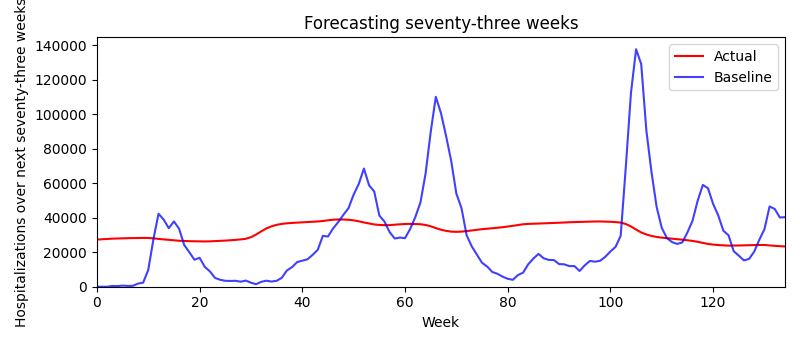 Forecasting seventy-three weeks
Hospitalizations over next seventy-three weeks
140000
120000
100000
80000
60000
40000
20000
0
0 20 40 60 80 100 120
Week
Actual
Baseline